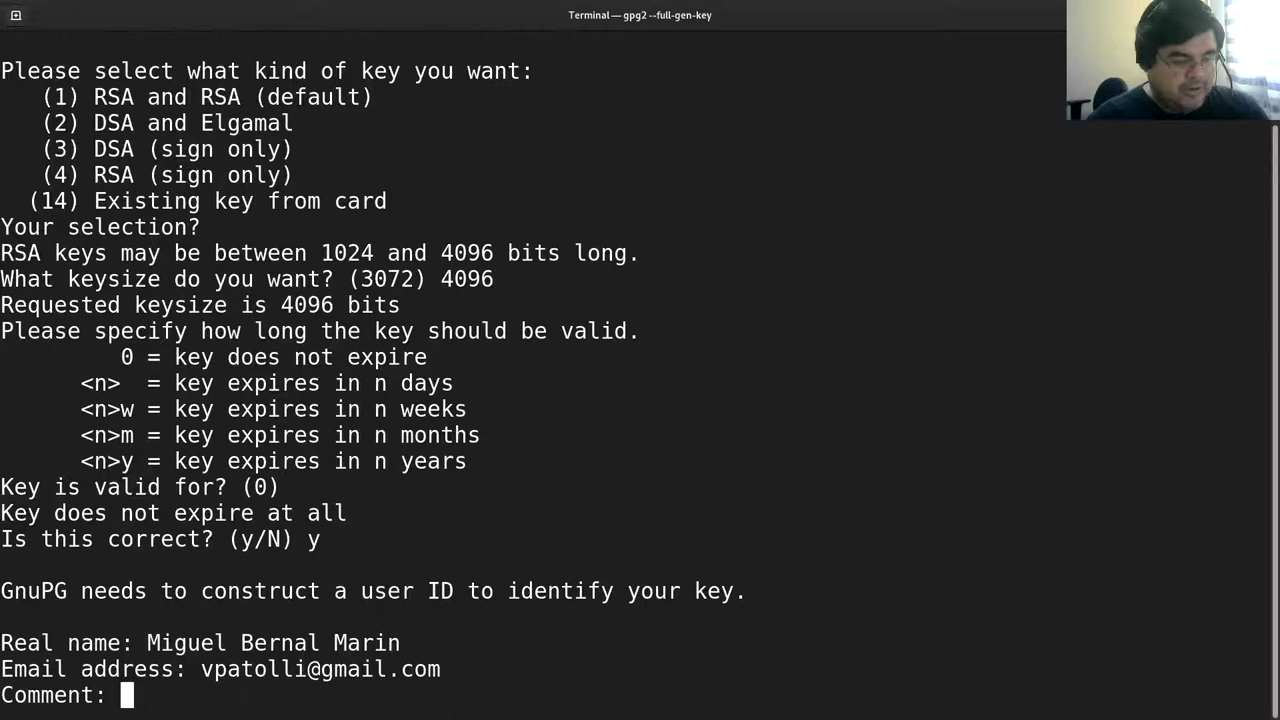 Terminal — gpg2 --full-gen-key
Please select what kind of key you want:
(1) RSA and RSA (default)
(2) DSA and Elgamal
(3) DSA (sign only)
(4) RSA (sign only)
(14) Existing key from card
Your selection?
RSA keys may be between 1024 and 4096 bits long.
What keysize do you want? (3072) 4096
Requested keysize is 4096 bits
Please specify how long the key should be valid.
0 = key does not expire
<n>  = key expires in n days
<n>w = key expires in n weeks
<n>m = key expires in n months
<n>y = key expires in n years
Key is valid for? (0)
Key does not expire at all
Is this correct? (y/N) y
GnuPG needs to construct a user ID to identify your key.
Real name: Miguel Bernal Marin
Email address: vpatolli@gmail.com
Comment: